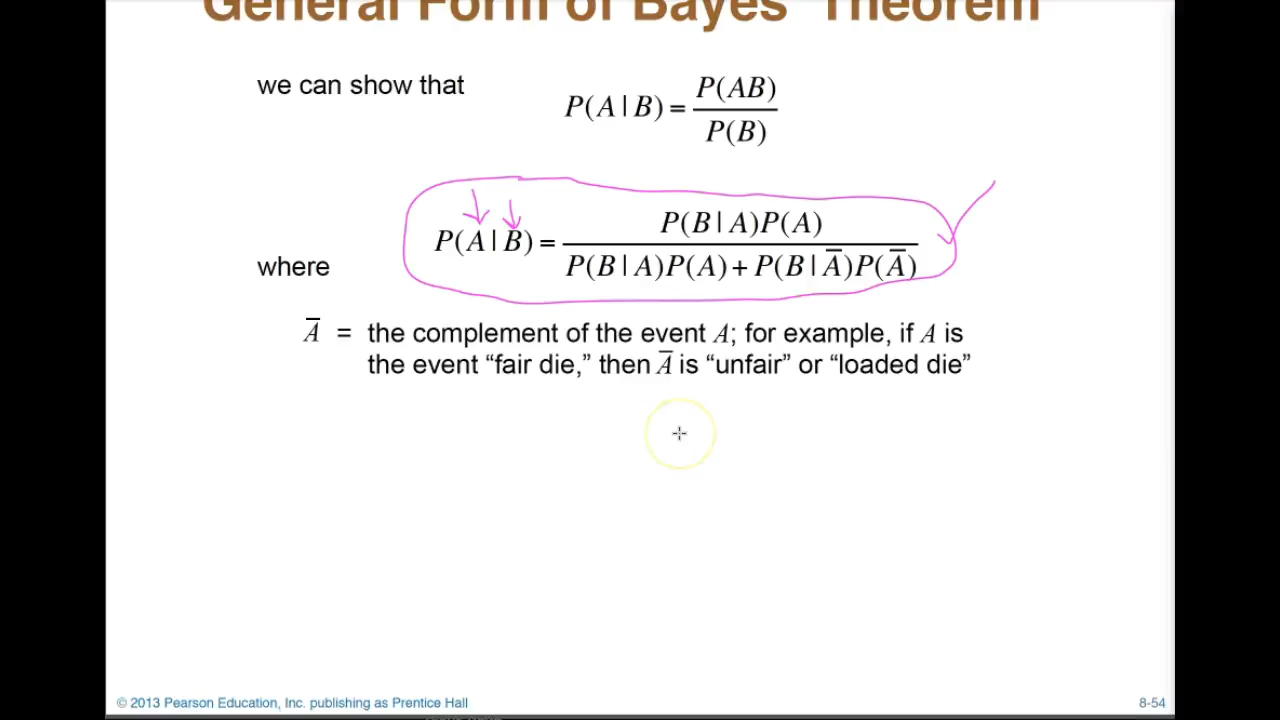 General Form of Bayes' Theorem
we can show that
P(A | B) = P(AB) / P(B)
P(A | B) = P(B | A)P(A) / P(B | A)P(A) + P(B | A̅)P(A̅)
where
A̅ = the complement of the event A; for example, if A is
the event “fair die,” then A̅ is “unfair” or “loaded die”
© 2013 Pearson Education, Inc. publishing as Prentice Hall
8-54